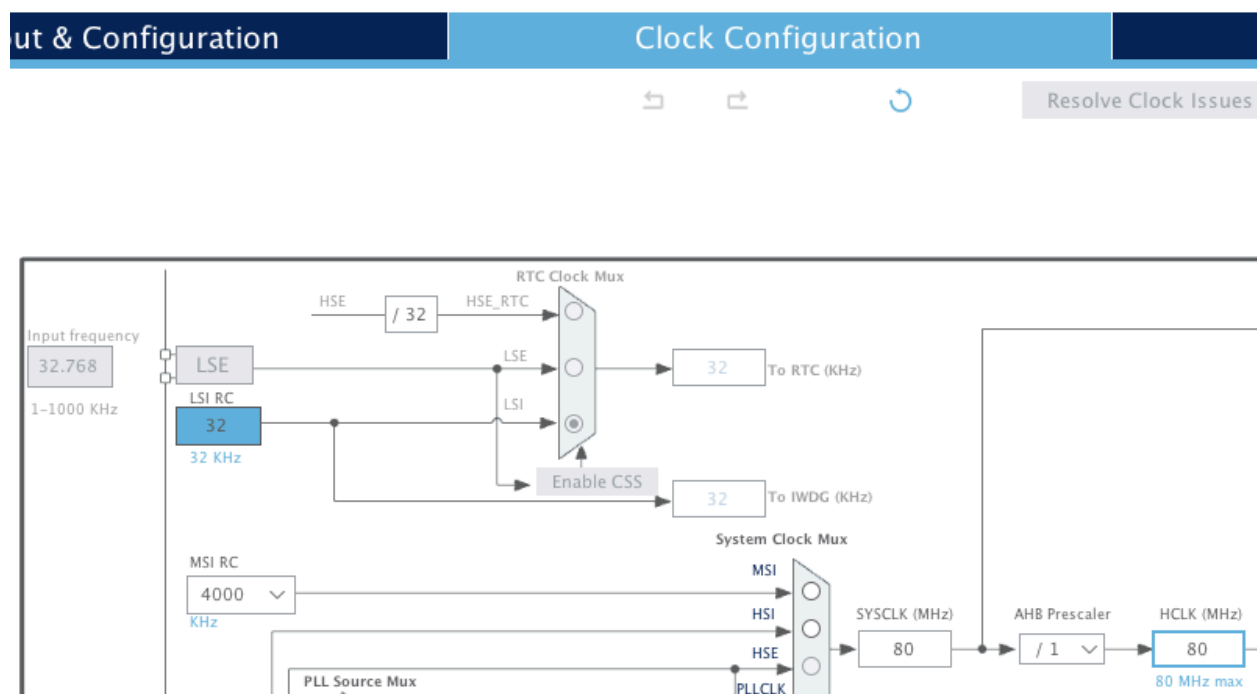 ut & Configuration
Clock Configuration
Resolve Clock Issues
RTC Clock Mux
HSE
/ 32
HSE_RTC
Input frequency
32.768
1-1000 KHz
LSE
LSE
32
To RTC (KHz)
LSI RC
32
32 KHz
LSI
Enable CSS
32
To IWDG (KHz)
System Clock Mux
MSI RC
4000
KHz
MSI
HSI
HSE
PLLCLK
SYSCLK (MHz)
80
AHB Prescaler
/ 1
HCLK (MHz)
80
80 MHz max
PLL Source Mux